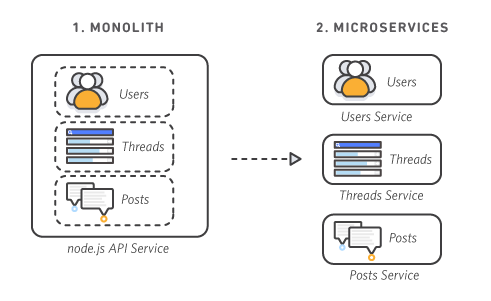 1. MONOLITH
Users
Threads
Posts
node.js API Service
2. MICROSERVICES
Users
Users Service
Threads
Threads Service
Posts
Posts Service